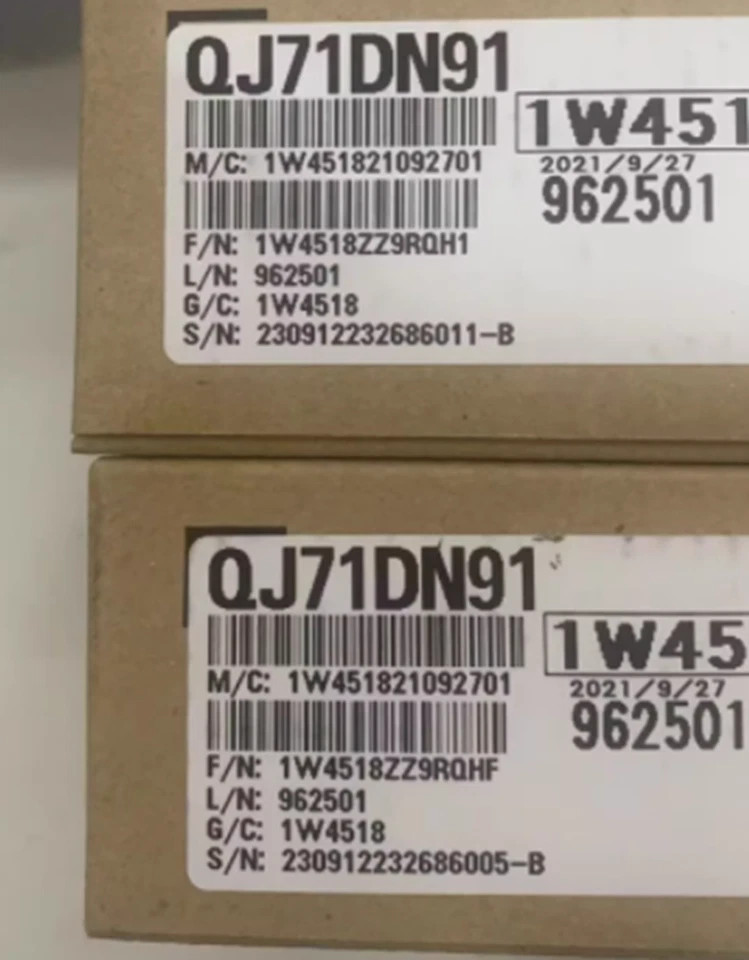 QJ71DN91
1W451
M/C: 1W451821092701
2021/9/27
962501
F/N: 1W4518ZZ9RQH1
L/N: 962501
G/C: 1W4518
S/N: 230912232686011-B
QJ71DN91
1W45
M/C: 1W451821092701
2021/9/27
962501
F/N: 1W4518ZZ9RQHF
L/N: 962501
G/C: 1W4518
S/N: 230912232686005-B